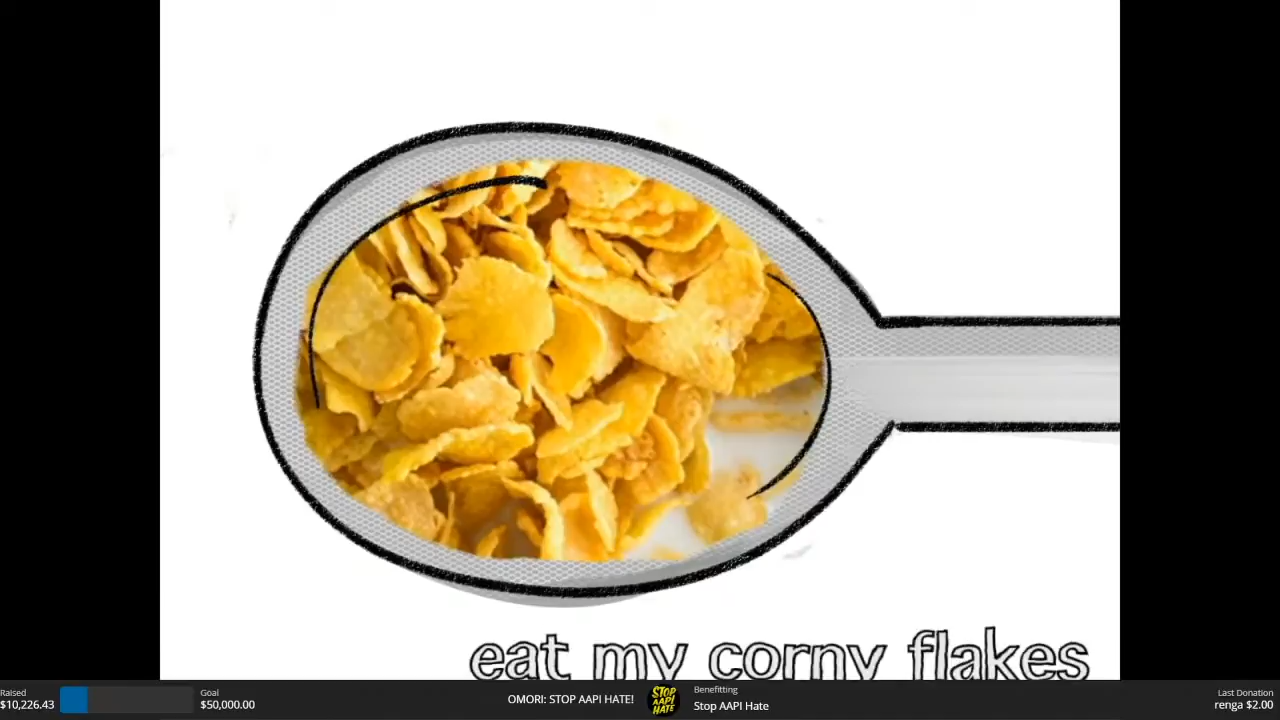 eat my corny flakes
Raised
$10,226.43
Goal
$50,000.00
OMORI: STOP AAPI HATE!
STOP
AAPI
HATE
Benefitting
Stop AAPI Hate
Last Donation
renga $2.00